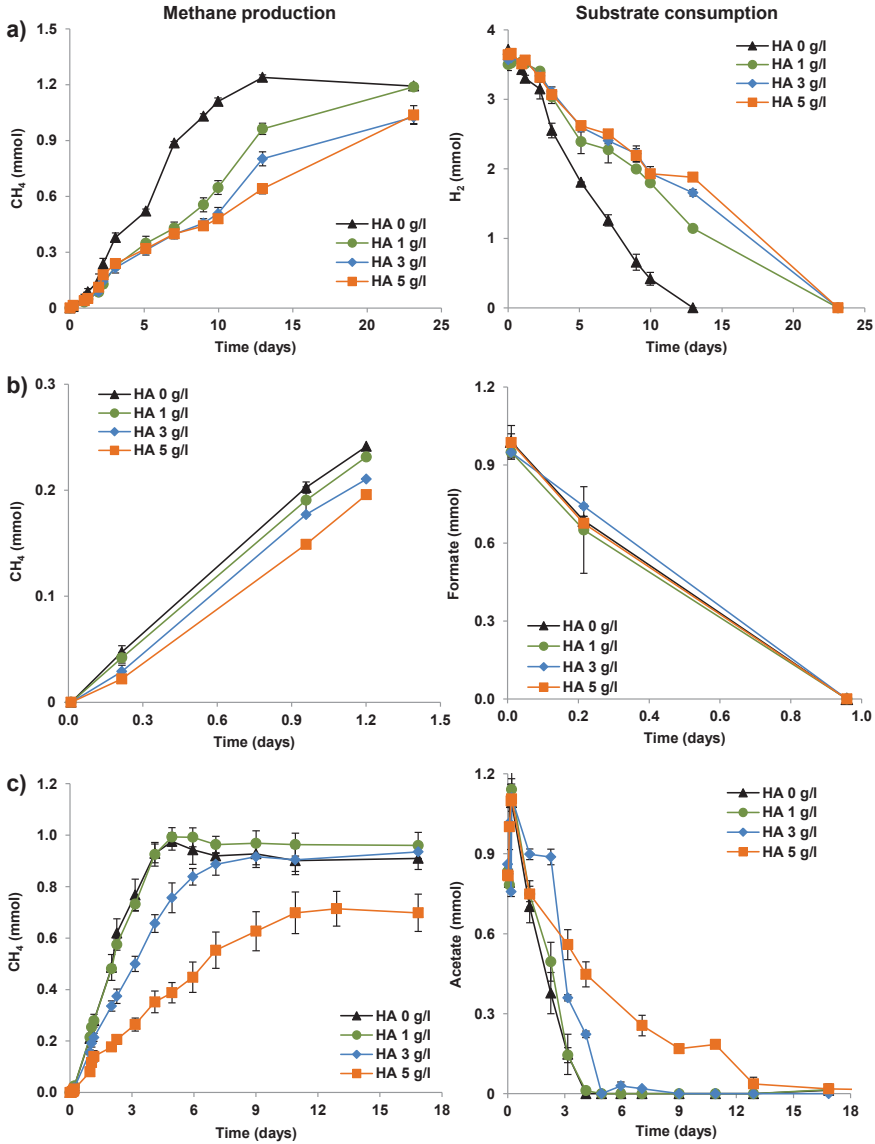 Methane production
Substrate consumption
a)
1.5
1.2
0.9
0.6
0.3
0
CH₄ (mmol)
0
5
10
15
20
25
Time (days)
HA 0 g/l
HA 1 g/l
HA 3 g/l
HA 5 g/l
4
3
2
1
0
H₂ (mmol)
0
5
10
15
20
25
Time (days)
HA 0 g/l
HA 1 g/l
HA 3 g/l
HA 5 g/l
b)
0.3
0.2
0.1
0
CH₄ (mmol)
0.0
0.3
0.6
0.9
1.2
1.5
Time (days)
HA 0 g/l
HA 1 g/l
HA 3 g/l
HA 5 g/l
1.2
0.9
0.6
0.3
0.0
Formate (mmol)
0.0
0.2
0.4
0.6
0.8
1.0
Time (days)
HA 0 g/l
HA 1 g/l
HA 3 g/l
HA 5 g/l
c)
1.2
1.0
0.8
0.6
0.4
0.2
0.0
CH₄ (mmol)
0
3
6
9
12
15
18
Time (days)
HA 0 g/l
HA 1 g/l
HA 3 g/l
HA 5 g/l
1.2
0.9
0.6
0.3
0
Acetate (mmol)
0
3
6
9
12
15
18
Time (days)
HA 0 g/l
HA 1 g/l
HA 3 g/l
HA 5 g/l